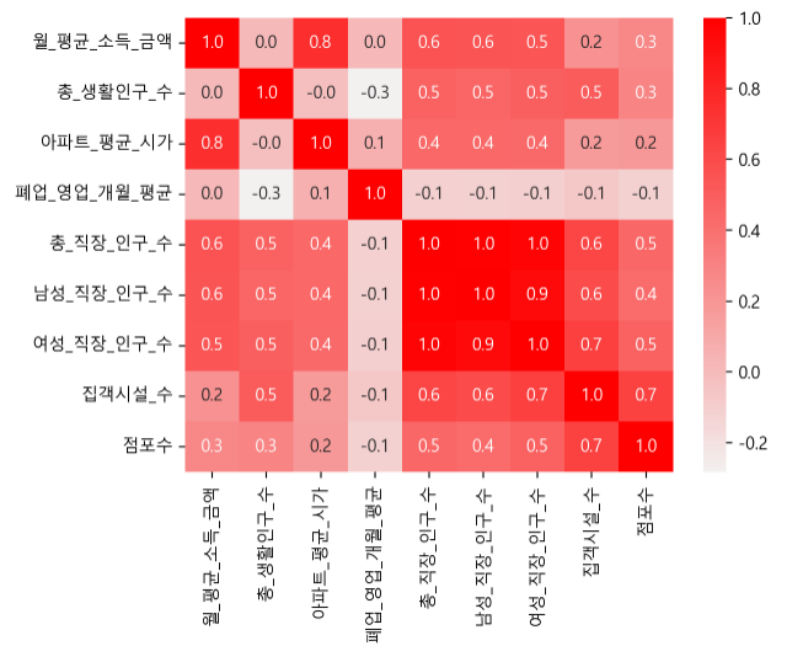 월_평균_소득_금액 1.0 0.0 0.8 0.0 0.6 0.6 0.5 0.2 0.3
총_생활인구_수 0.0 1.0 -0.0 -0.3 0.5 0.5 0.5 0.5 0.3
아파트_평균_시가 0.8 -0.0 1.0 0.1 0.4 0.4 0.4 0.2 0.2
폐업_영업_개월_평균 0.0 -0.3 0.1 1.0 -0.1 -0.1 -0.1 -0.1 -0.1
총_직장_인구_수 0.6 0.5 0.4 -0.1 1.0 1.0 1.0 0.6 0.5
남성_직장_인구_수 0.6 0.5 0.4 -0.1 1.0 1.0 0.9 0.6 0.4
여성_직장_인구_수 0.5 0.5 0.4 -0.1 1.0 0.9 1.0 0.7 0.5
집객시설_수 0.2 0.5 0.2 -0.1 0.6 0.6 0.7 1.0 0.7
점포수 0.3 0.3 0.2 -0.1 0.5 0.4 0.5 0.7 1.0
월_평균_소득_금액
총_생활인구_수
아파트_평균_시가
폐업_영업_개월_평균
총_직장_인구_수
남성_직장_인구_수
여성_직장_인구_수
집객시설_수
점포수
1.0
0.8
0.6
0.4
0.2
0.0
-0.2